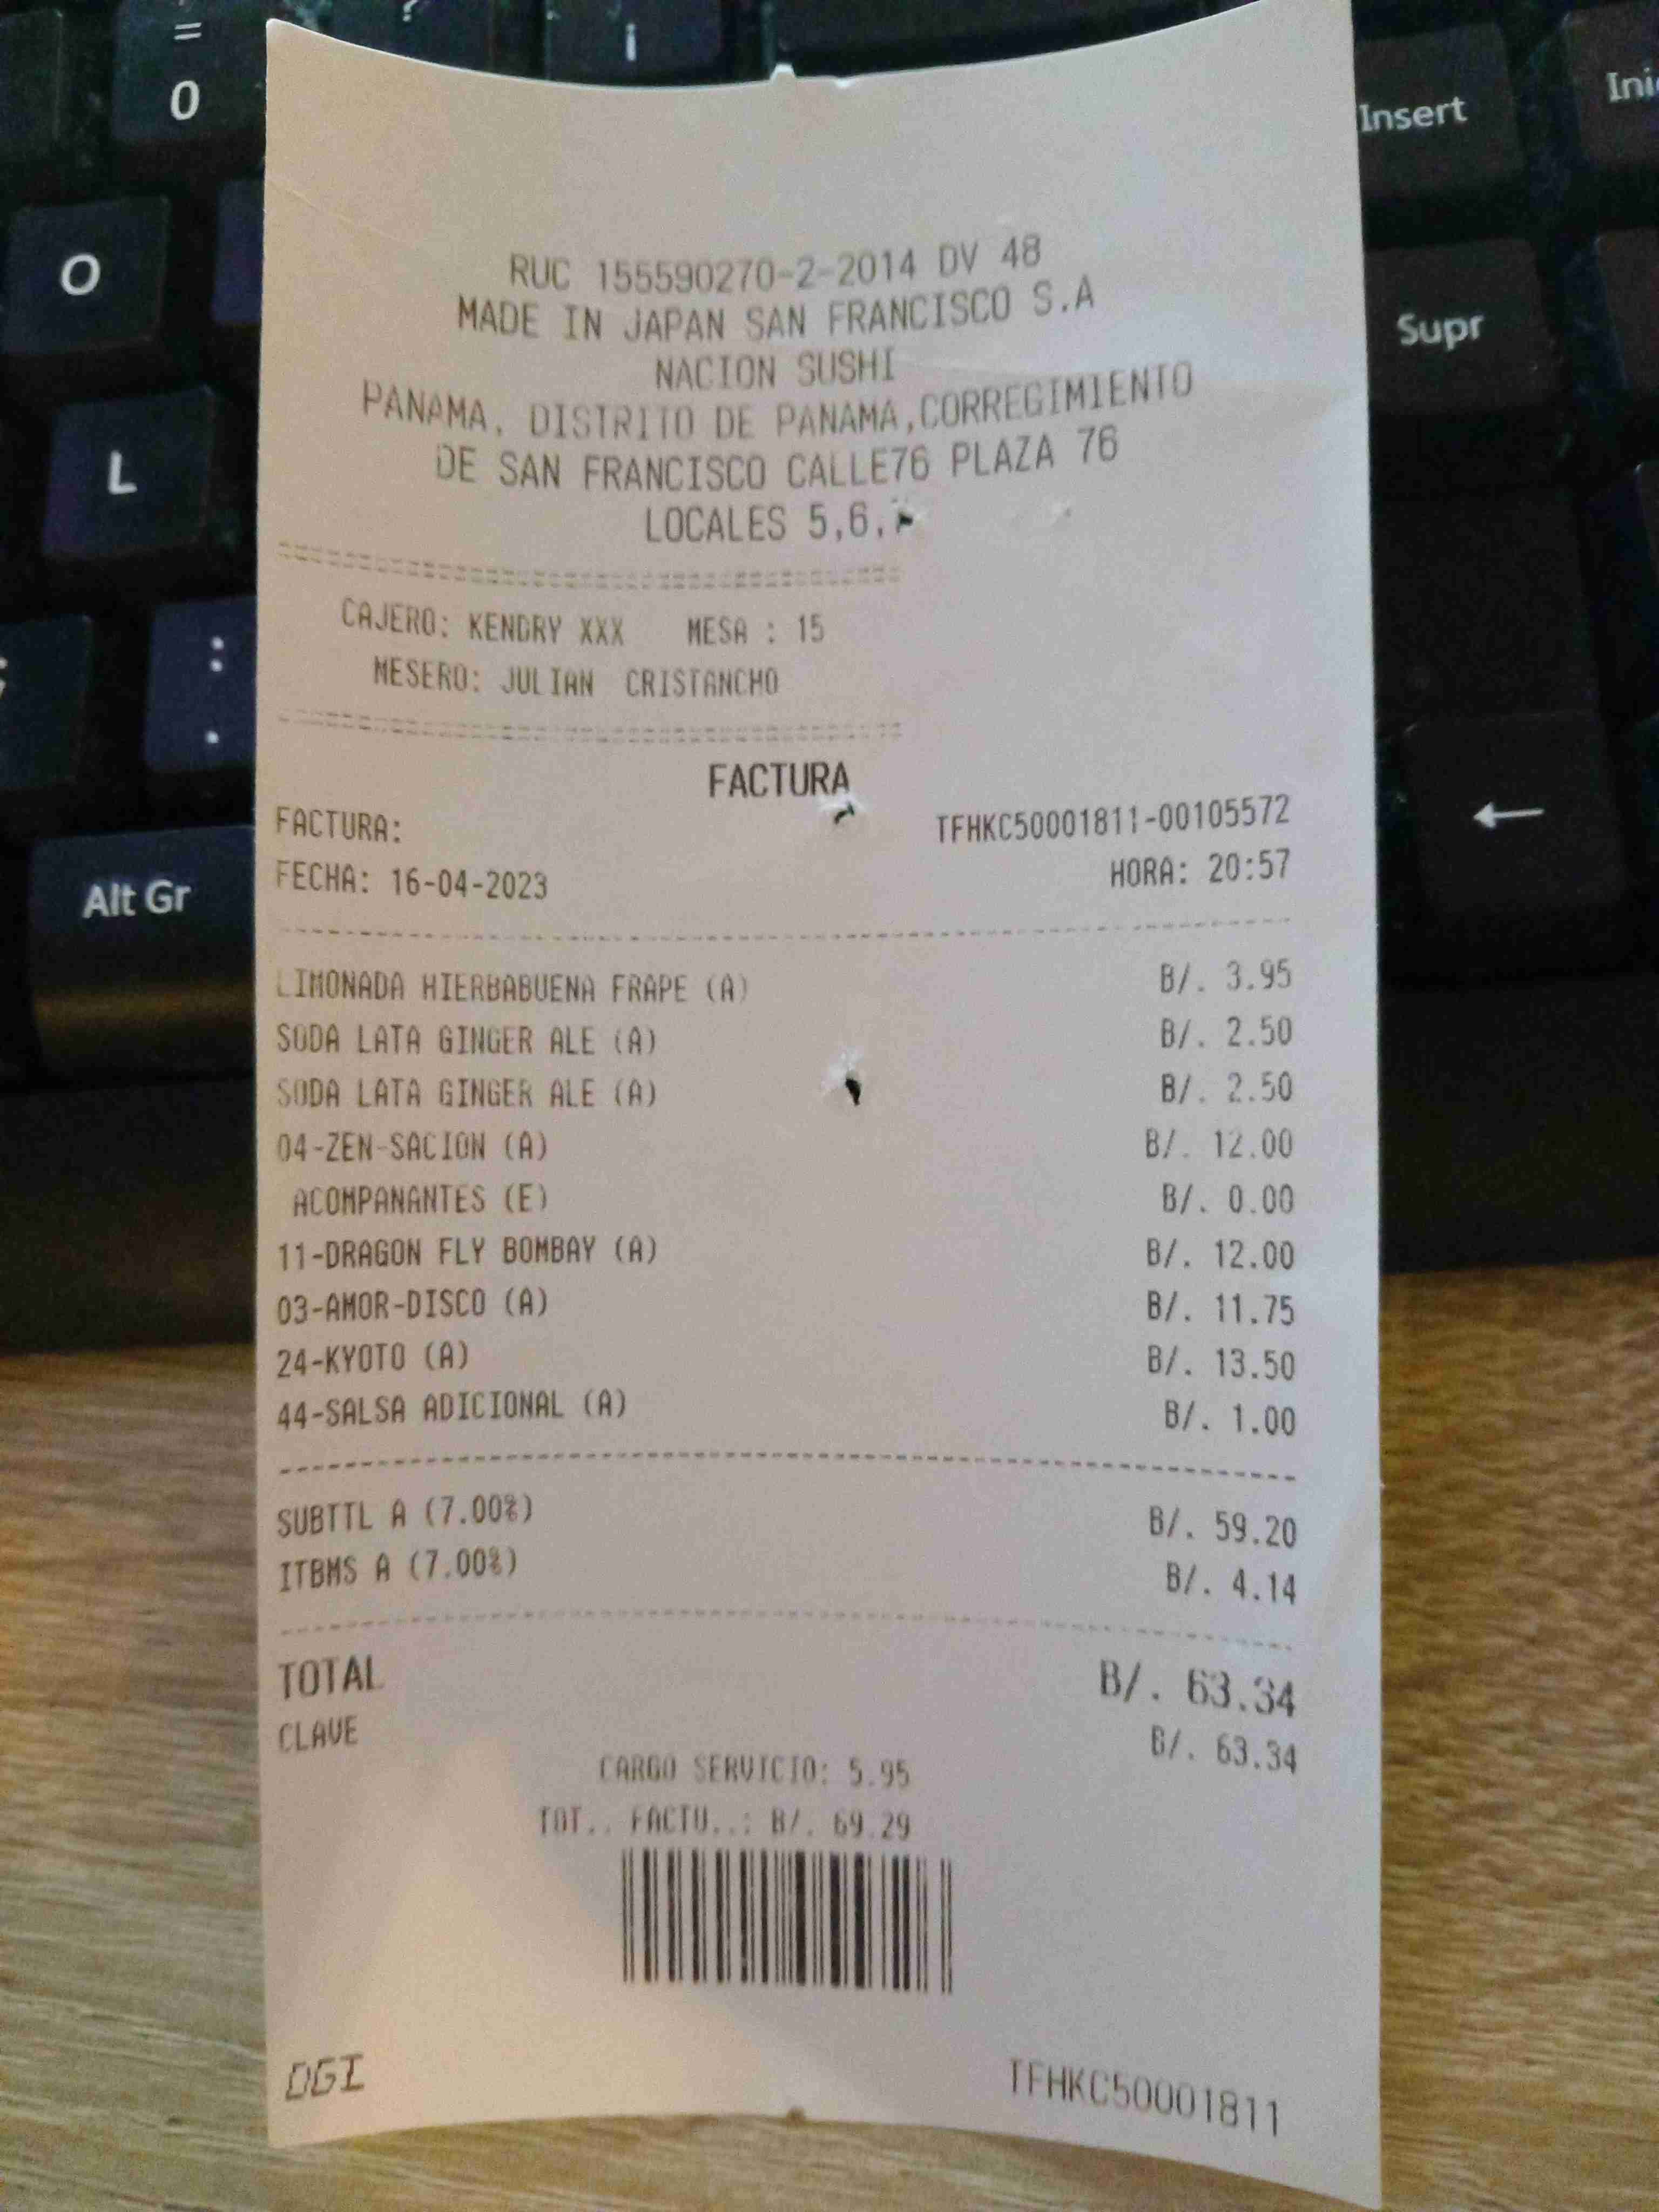 RUC 155590270-2-2014 DV 48
MADE IN JAPAN SAN FRANCISCO S.A
NACION SUSHI
PANAMA, DISTRITO DE PANAMA,CORREGIMIENTO
DE SAN FRANCISCO CALLE76 PLAZA 76
LOCALES 5,6,
CAJERO: KENDRY XXX MESA : 15
MESERO: JULIAN CRISTANCHO
FACTURA
FACTURA: TFHKC50001811-00105572
FECHA: 16-04-2023 HORA: 20:57
LIMONADA HIERBABUENA FRAPE (A) B/. 3.95
SODA LATA GINGER ALE (A) B/. 2.50
SODA LATA GINGER ALE (A) B/. 2.50
04-ZEN-SACION (A) B/. 12.00
ACOMPANANTES (E) B/. 0.00
11-DRAGON FLY BOMBAY (A) B/. 12.00
03-AMOR-DISCO (A) B/. 11.75
24-KYOTO (A) B/. 13.50
44-SALSA ADICIONAL (A) B/. 1.00
SUBTTL A (7.00%) B/. 59.20
ITBMS A (7.00%) B/. 4.14
TOTAL B/. 63.34
CLAVE B/. 63.34
CARGO SERVICIO: 5.95
TOT.. FACTU..: B/. 69.29
DGI TFHKC50001811
= 0
?
¡
O
L
: .
Alt Gr
Insert
Supr
←